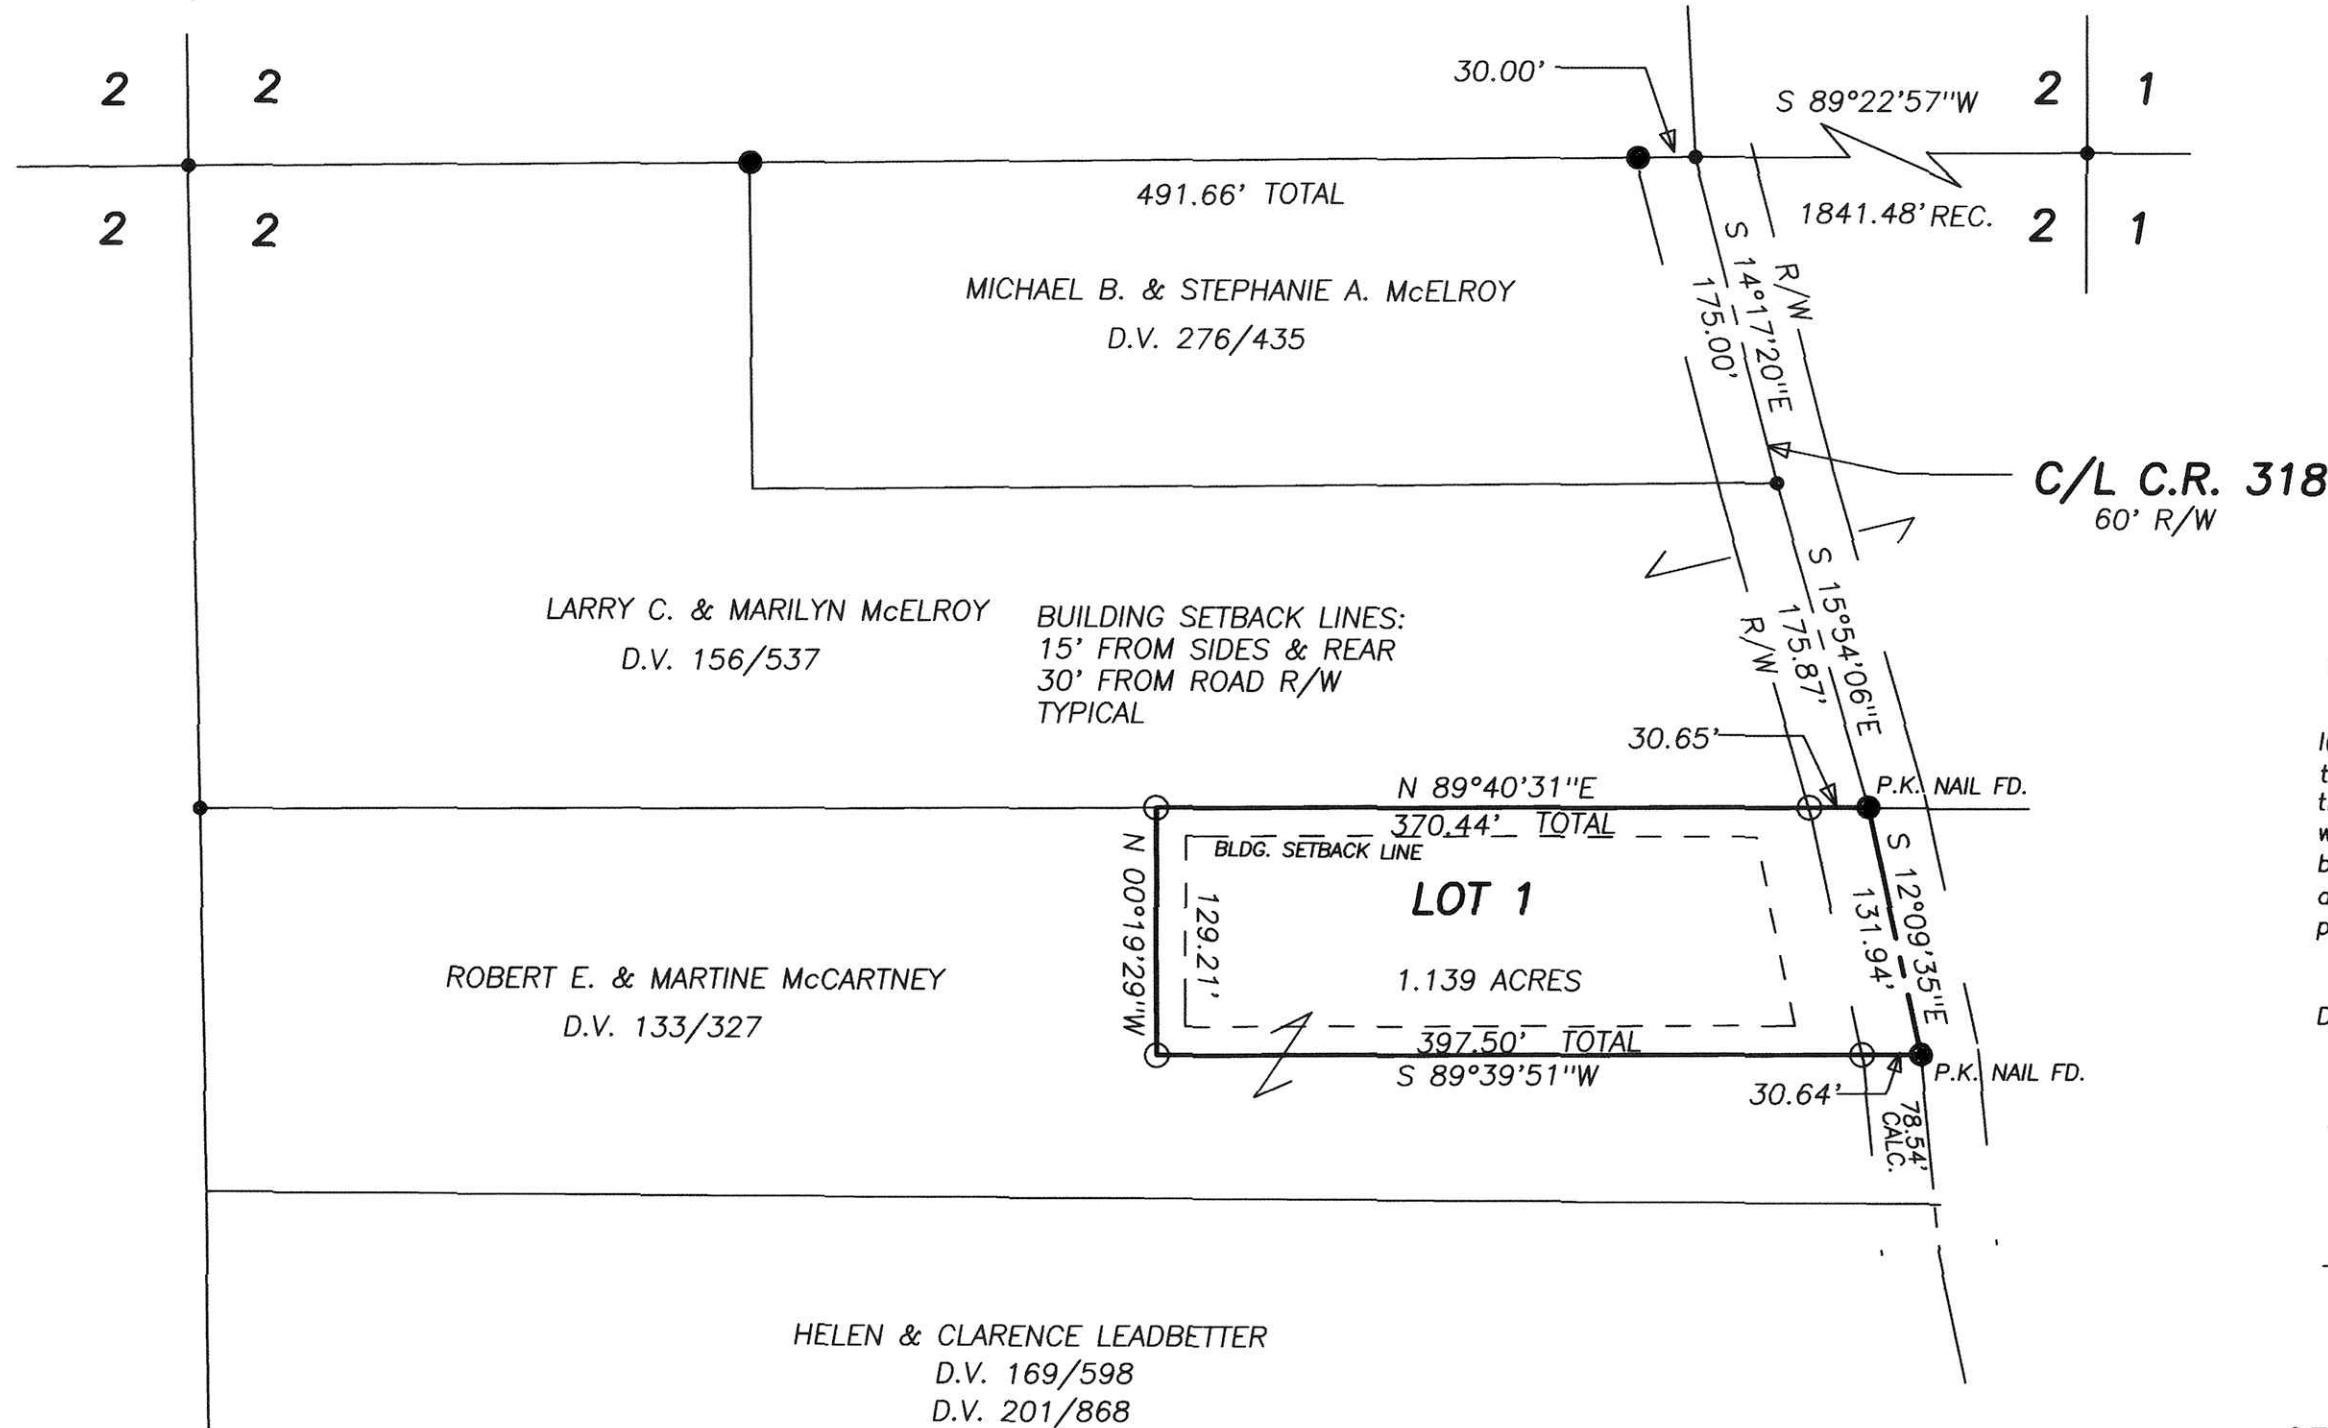 2
2
30.00'
S 89°22'57"W
2
1
491.66' TOTAL
2
2
1841.48' REC.
2
1
S 14°17'20"E
175.00'
R/W
MICHAEL B. & STEPHANIE A. McELROY
D.V. 276/435
C/L C.R. 318
60' R/W
LARRY C. & MARILYN McELROY
D.V. 156/537
BUILDING SETBACK LINES:
15' FROM SIDES & REAR
30' FROM ROAD R/W
TYPICAL
S 15°54'06"E
175.87'
R/W
30.65'
P.K. NAIL FD.
N 89°40'31"E
370.44' TOTAL
BLDG. SETBACK LINE
N 00°19'29"W
129.21'
LOT 1
1.139 ACRES
S 12°09'35"E
131.94'
ROBERT E. & MARTINE McCARTNEY
D.V. 133/327
397.50' TOTAL
S 89°39'51"W
30.64'
P.K. NAIL FD.
78.54'
CALC.
HELEN & CLARENCE LEADBETTER
D.V. 169/598
D.V. 201/868